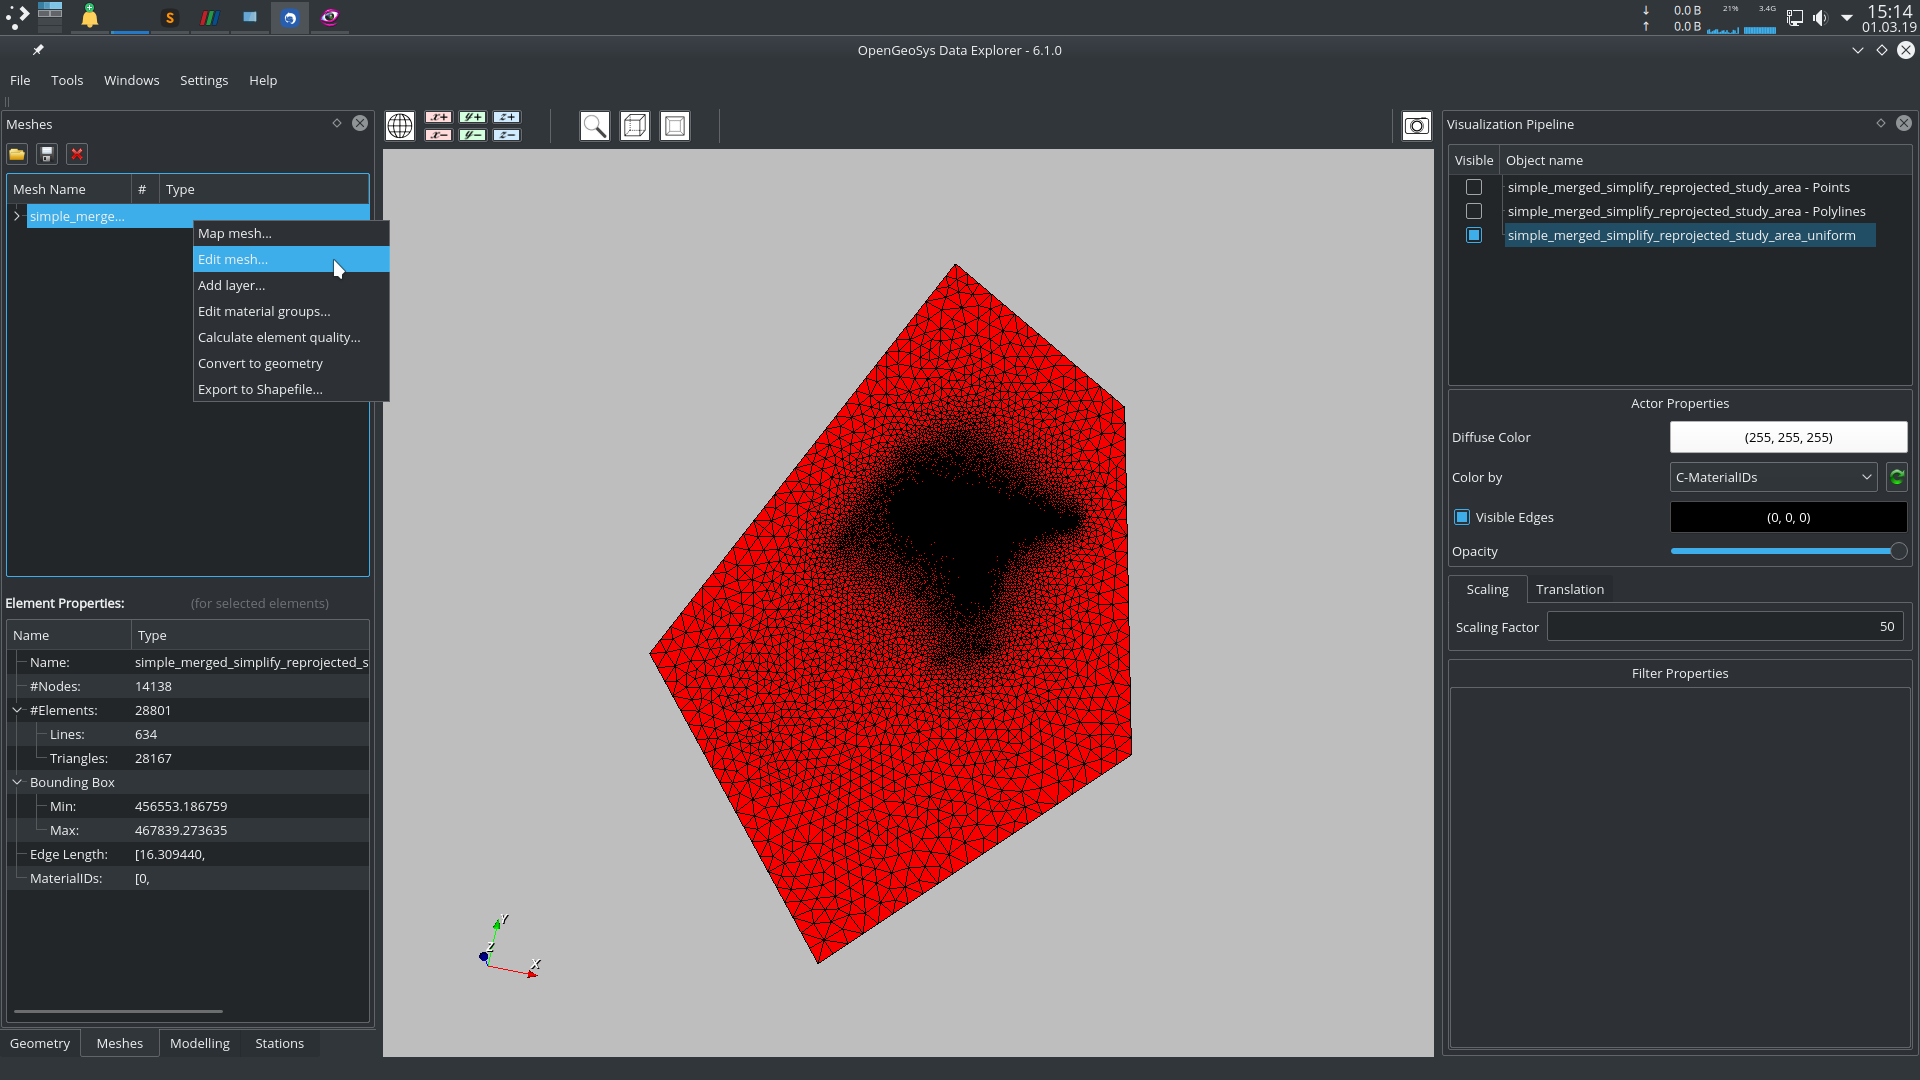 0.0 B
0.0 B
21%
3.4G
15:14
01.03.19
OpenGeoSys Data Explorer - 6.1.0
File Tools Windows Settings Help
Meshes
Mesh Name # Type
simple_merge...
Map mesh...
Edit mesh...
Add layer...
Edit material groups...
Calculate element quality...
Convert to geometry
Export to Shapefile...
Element Properties: (for selected elements)
Name Type
Name: simple_merged_simplify_reprojected_s
#Nodes: 14138
#Elements: 28801
Lines: 634
Triangles: 28167
Bounding Box
Min: 456553.186759
Max: 467839.273635
Edge Length: [16.309440,
MaterialIDs: [0,
Geometry Meshes Modelling Stations
x+ y+ z+
x- y- z-
Y
Z
X
Visualization Pipeline
Visible Object name
simple_merged_simplify_reprojected_study_area - Points
simple_merged_simplify_reprojected_study_area - Polylines
simple_merged_simplify_reprojected_study_area_uniform
Actor Properties
Diffuse Color (255, 255, 255)
Color by C-MaterialIDs
Visible Edges (0, 0, 0)
Opacity
Scaling Translation
Scaling Factor 50
Filter Properties